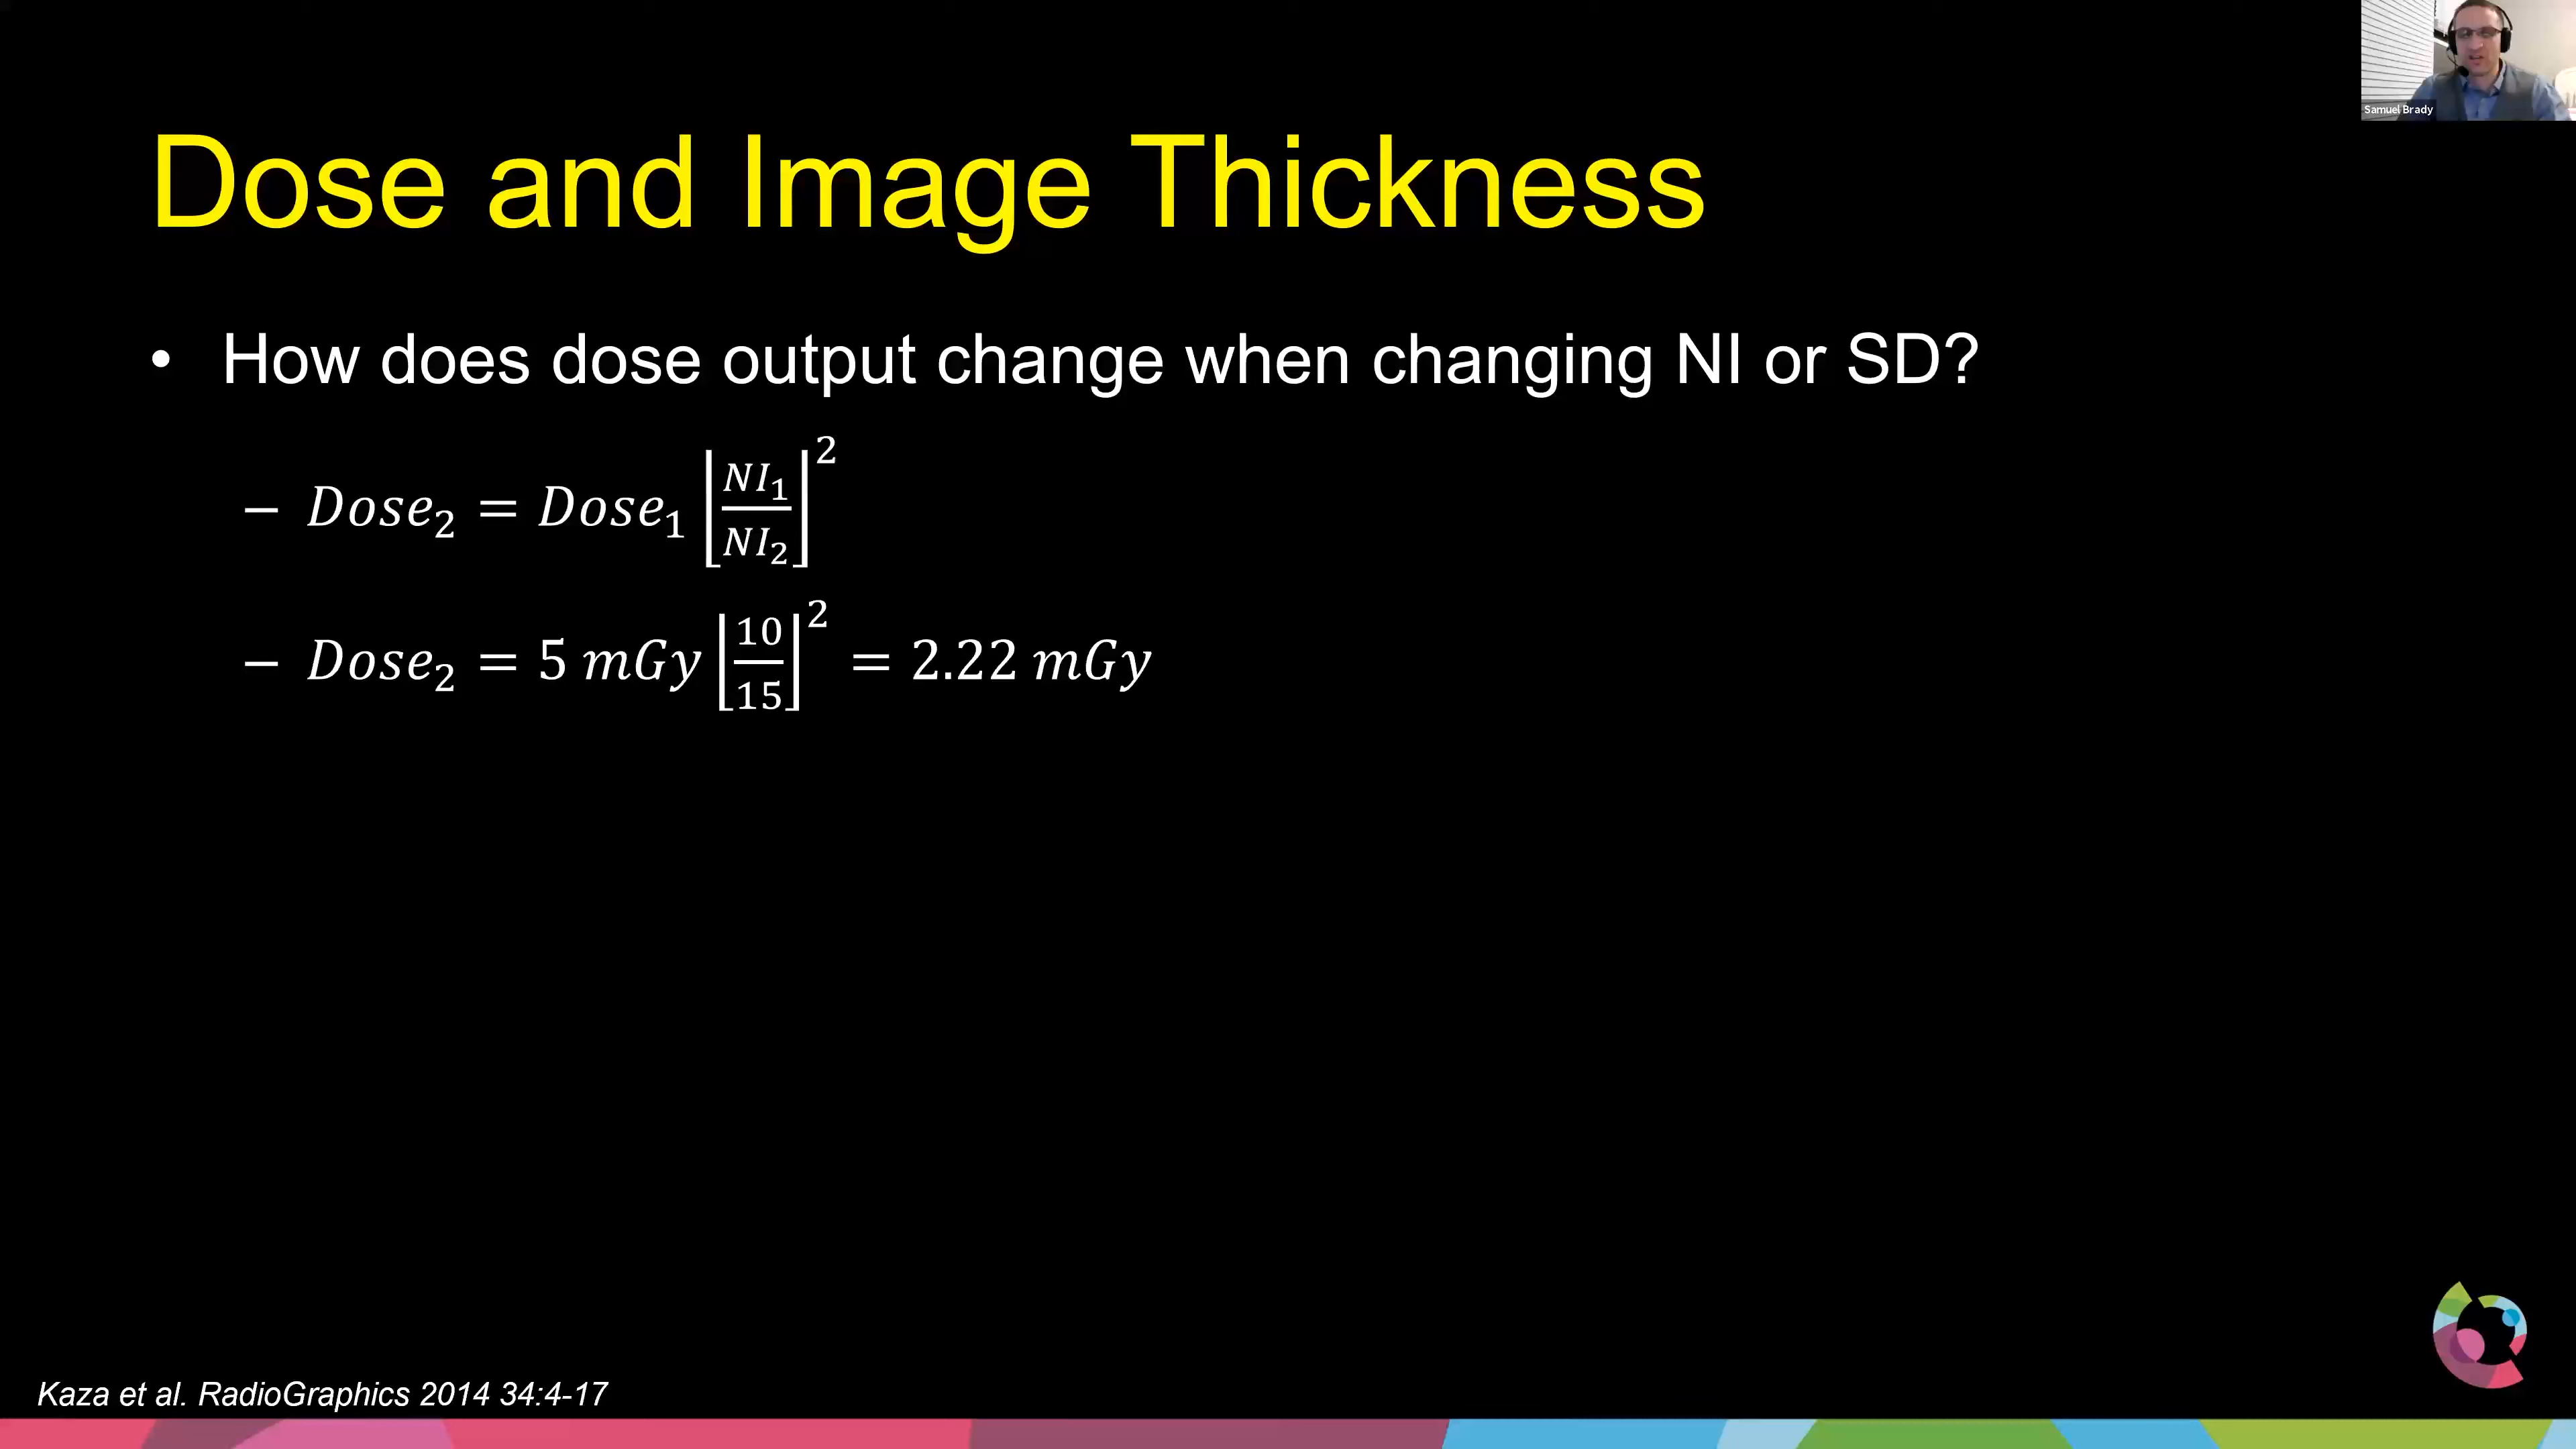 Samuel Brady
Dose and Image Thickness
• How does dose output change when changing NI or SD?
– Dose₂ = Dose₁ ⌊NI₁/NI₂⌋²
– Dose₂ = 5 mGy ⌊10/15⌋² = 2.22 mGy
Kaza et al. RadioGraphics 2014 34:4-17